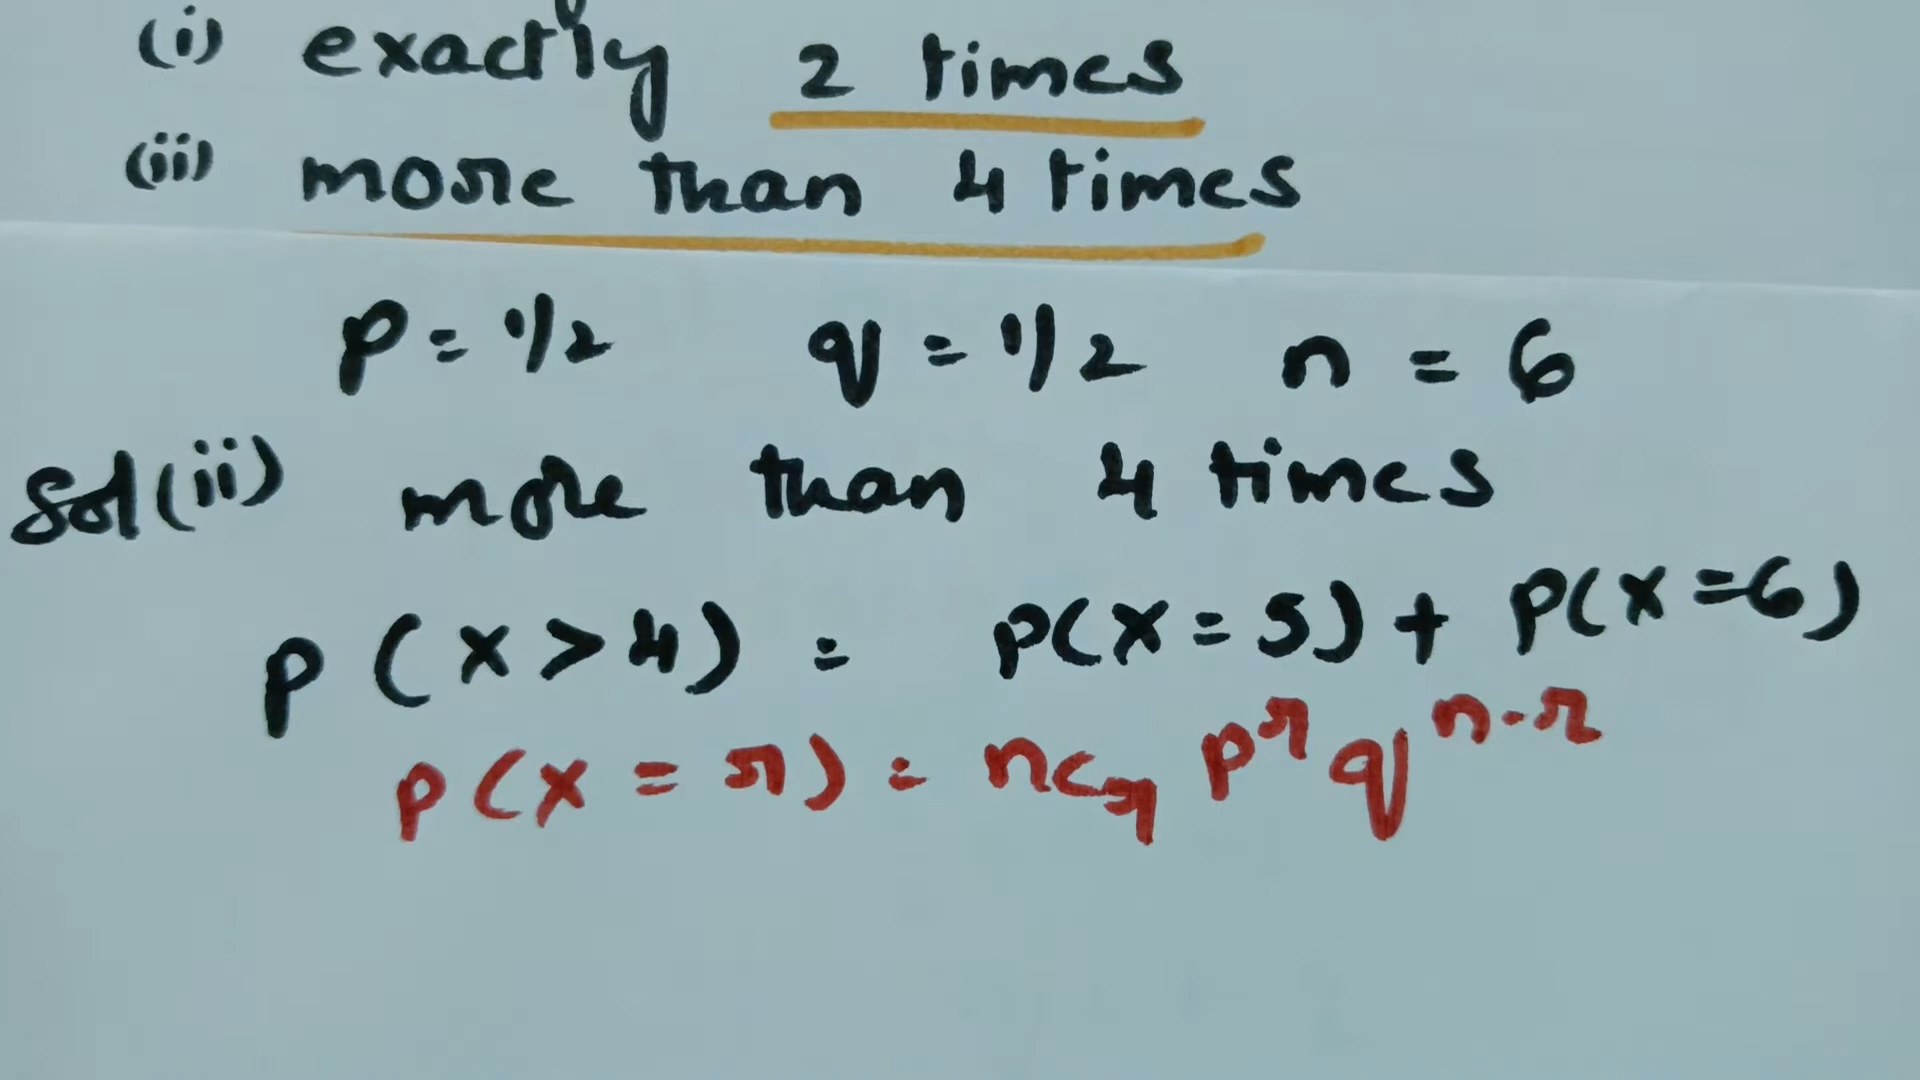 (i) exactly 2 times
(ii) more than 4 times
p = 1/2 q = 1/2 n = 6
Sol(ii) more than 4 times
P(X>4) = P(X=5) + P(X=6)
P(X=r) = nCr p^r q^n-r